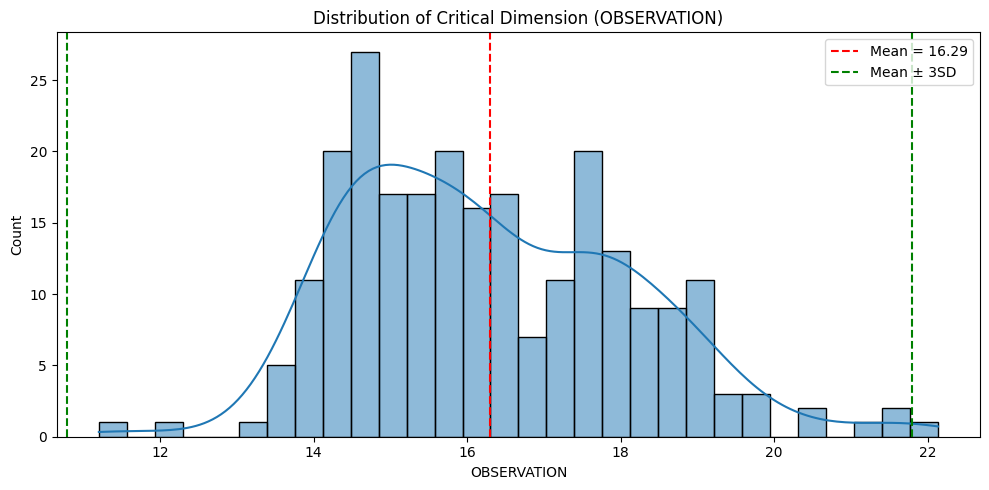 Distribution of Critical Dimension (OBSERVATION)
Mean = 16.29
Mean ± 3SD
Count
25
20
15
10
5
0
12
14
16
18
20
22
OBSERVATION